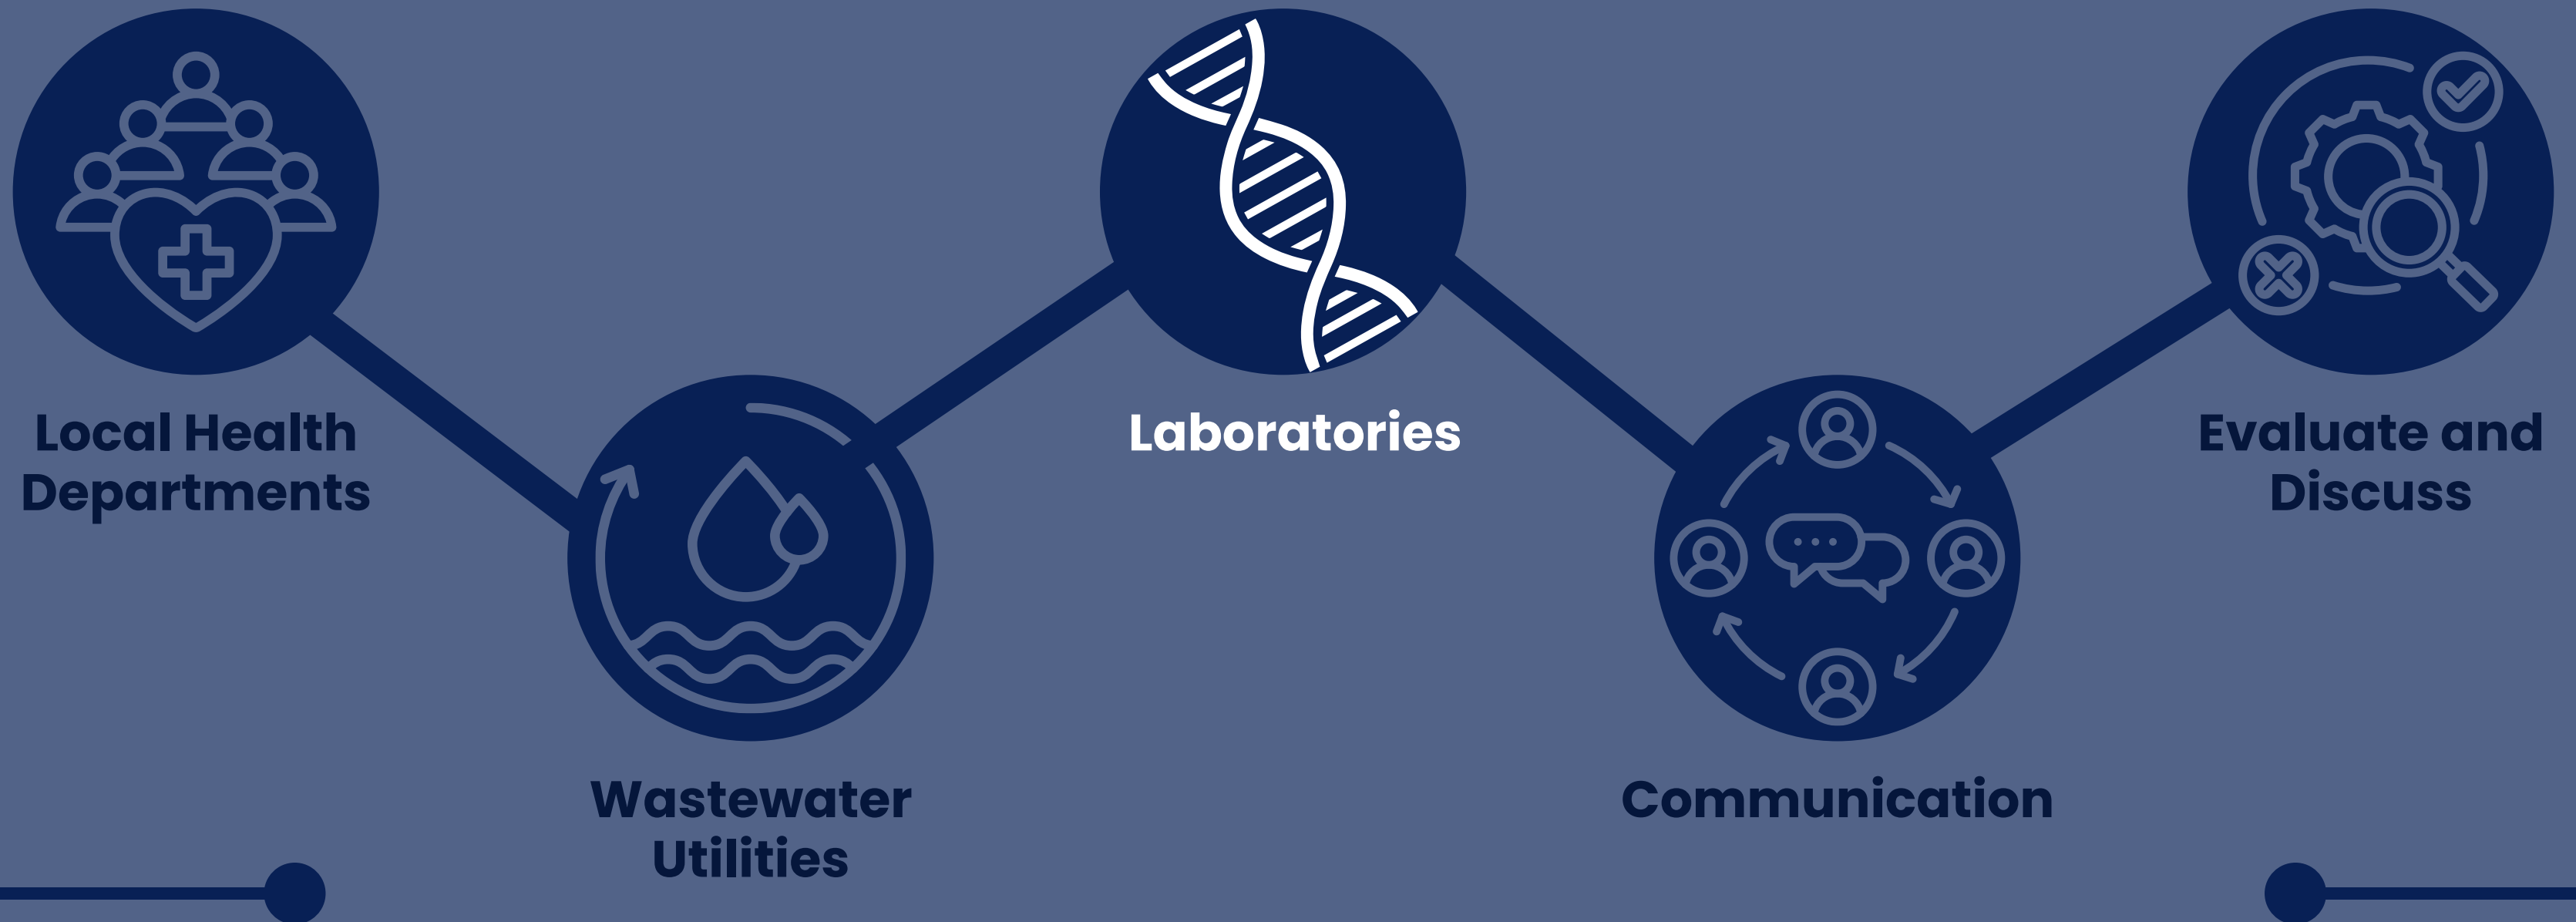 Local Health
Departments
Wastewater
Utilities
Laboratories
Communication
Evaluate and
Discuss